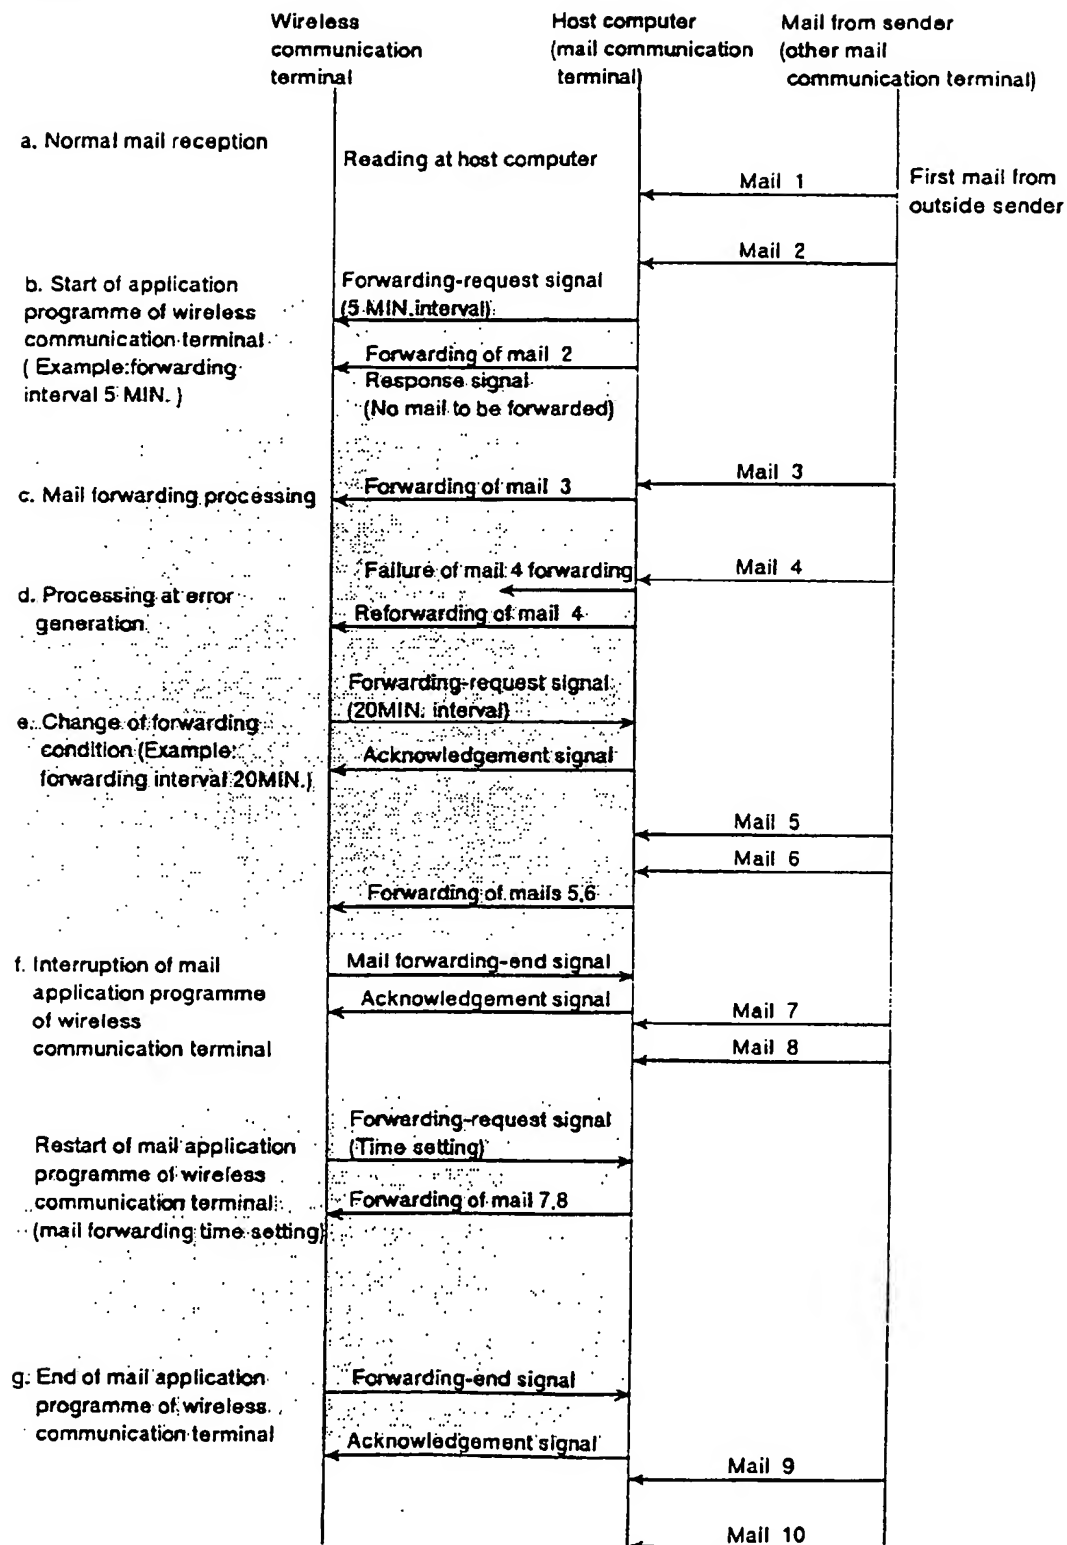 Wireless
communication
terminal
Host computer
(mail communication
terminal)
Mail from sender
(other mail
communication terminal)
a. Normal mail reception
Reading at host computer
Mail 1
First mail from
outside sender
Mail 2
b. Start of application
programme of wireless
communication terminal
( Example:forwarding
interval 5 MIN. )
Forwarding-request signal
(5 MIN.interval)
Forwarding of mail 2
Response signal
(No mail to be forwarded)
Mail 3
c. Mail forwarding processing
Forwarding of mail 3
Failure of mail 4 forwarding
Mail 4
d. Processing at error
generation
Reforwarding of mail 4
Forwarding-request signal
(20MIN. interval)
e. Change of forwarding
condition (Example:
forwarding interval 20MIN.)
Acknowledgement signal
Mail 5
Mail 6
Forwarding of mails 5,6
f. Interruption of mail
application programme
of wireless
communication terminal
Mail forwarding-end signal
Acknowledgement signal
Mail 7
Mail 8
Forwarding-request signal
(Time setting)
Restart of mail application
programme of wireless
communication terminal
(mail forwarding time setting)
Forwarding of mail 7,8
g. End of mail application
programme of wireless
communication terminal
Forwarding-end signal
Acknowledgement signal
Mail 9
Mail 10